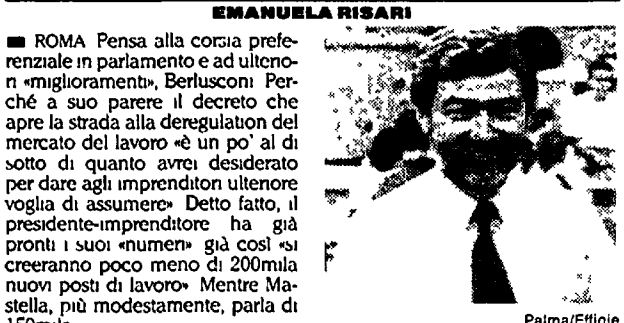 EMANUELA RISARI
■ ROMA Pensa alla corsia prefe-
renziale in parlamento e ad ulterio-
ri «miglioramenti», Berlusconi Per-
ché a suo parere il decreto che
apre la strada alla deregulation del
mercato del lavoro «è un po' al di
sotto di quanto avrei desiderato
per dare agli imprenditori ulteriore
voglia di assumere» Detto fatto, il
presidente-imprenditore ha già
pronti i suoi «numeri» già così «si
creeranno poco meno di 200mila
nuovi posti di lavoro» Mentre Ma-
stella, più modestamente, parla di
Palma/Effigie